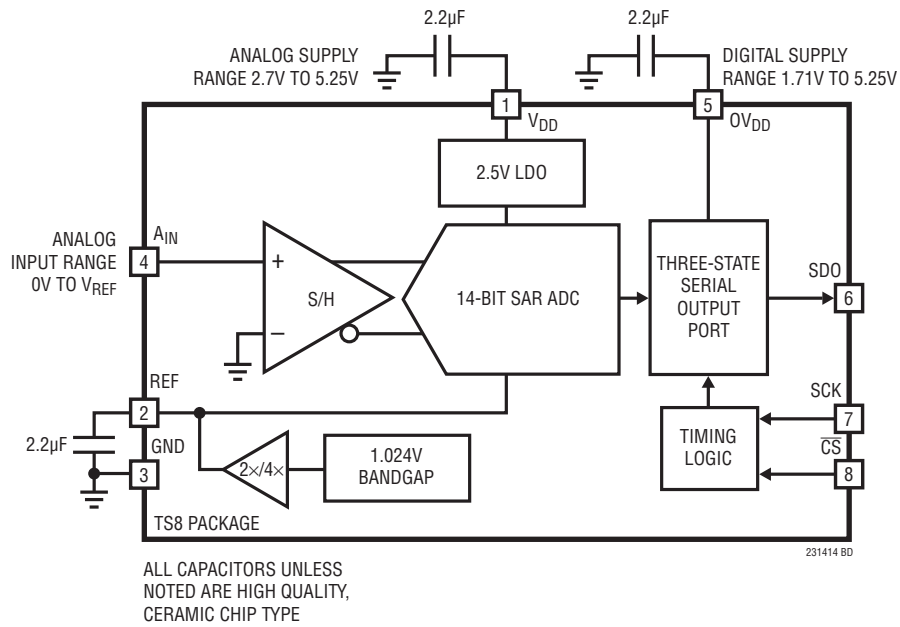 2.2µF
2.2µF
ANALOG SUPPLY
RANGE 2.7V TO 5.25V
DIGITAL SUPPLY
RANGE 1.71V TO 5.25V
1
VDD
5
OVDD
2.5V LDO
ANALOG
INPUT RANGE
0V TO VREF
AIN
4
+
S/H
–
14-BIT SAR ADC
THREE-STATE
SERIAL
OUTPUT
PORT
SDO
6
REF
2
2.2µF
GND
3
2×/4×
1.024V
BANDGAP
TIMING
LOGIC
SCK
7
CS
8
TS8 PACKAGE
231414 BD
ALL CAPACITORS UNLESS
NOTED ARE HIGH QUALITY,
CERAMIC CHIP TYPE